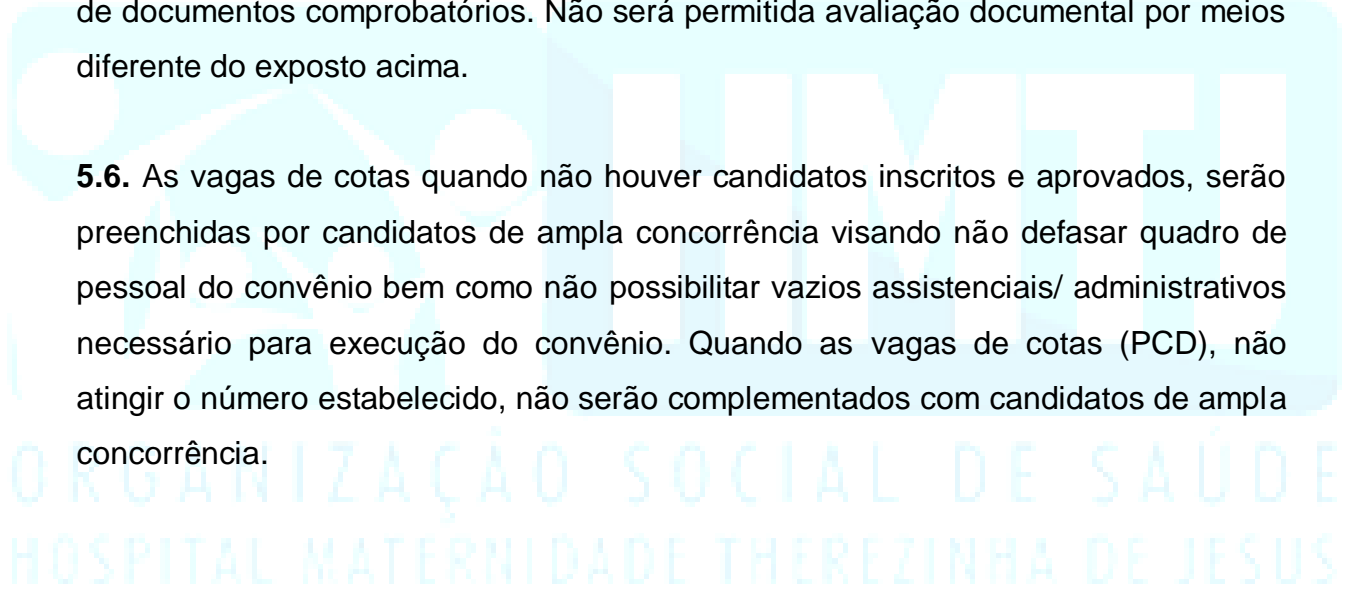 de documentos comprobatórios. Não será permitida avaliação documental por meios
diferente do exposto acima.
5.6. As vagas de cotas quando não houver candidatos inscritos e aprovados, serão
preenchidas por candidatos de ampla concorrência visando não defasar quadro de
pessoal do convênio bem como não possibilitar vazios assistenciais/ administrativos
necessário para execução do convênio. Quando as vagas de cotas (PCD), não
atingir o número estabelecido, não serão complementados com candidatos de ampla
concorrência.
HMTJ
ORGANIZAÇÃO SOCIAL DE SAÚDE
HOSPITAL MATERNIDADE THEREZINHA DE JESUS